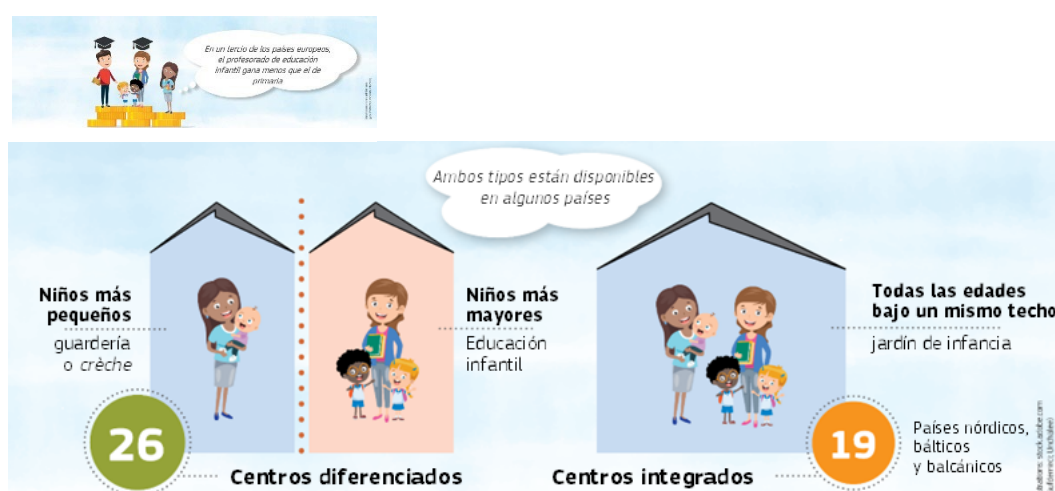 En un tercio de los países europeos,
el profesorado de educación
infantil gana menos que el de
primaria
Ambos tipos están disponibles
en algunos países
Niños más
pequeños
guardería
o crèche
26
Niños más
mayores
Educación
infantil
Centros diferenciados
Todas las edades
bajo un mismo techo
jardín de infancia
Centros integrados
19
Países nórdicos,
bálticos
y balcánicos